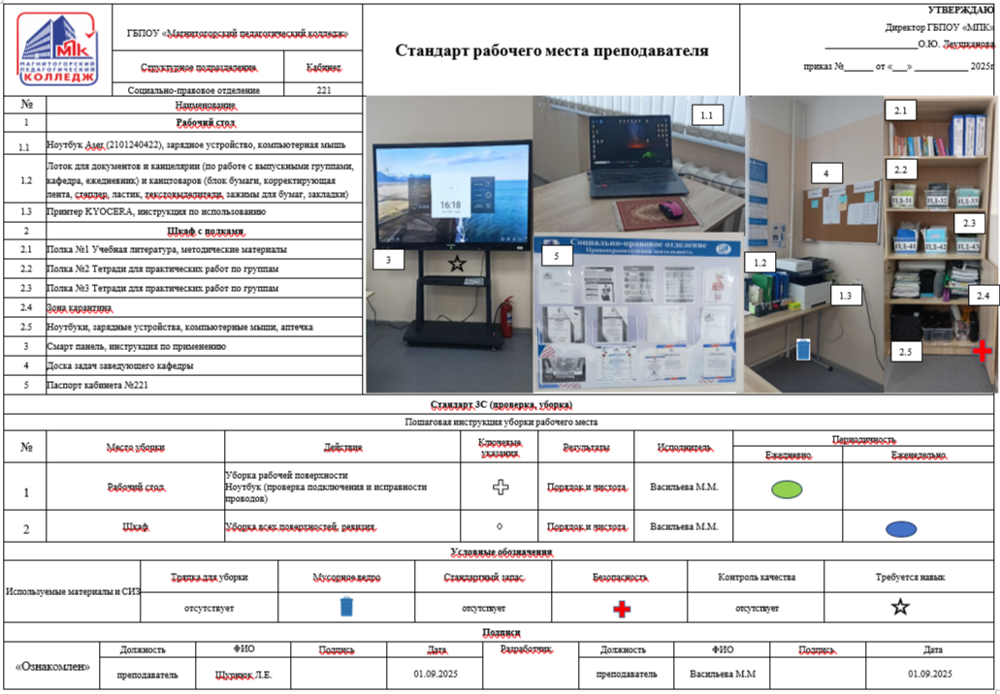 МПК
МАГНИТОГОРСКИЙ
ПЕДАГОГИЧЕСКИЙ
КОЛЛЕДЖ
ГБПОУ «Магнитогорский педагогический колледж»
Структурное подразделение
Кабинет
Социально-правовое отделение
221
Стандарт рабочего места преподавателя
УТВЕРЖДАЮ
Директор ГБПОУ «МПК»
____________________О.Ю. Леушканова
приказ №______ от «___» ____________ 2025г
№ Наименование
1 Рабочий стол
1.1 Ноутбук Aser (2101240422), зарядное устройство, компьютерная мышь
1.2 Лоток для документов и канцелярии (по работе с выпускными группами,
кафедра, ежедневник) и канцтоваров (блок бумаги, корректирующая
лента, степлер, ластик, текстовыделители, зажимы для бумаг, закладки)
1.3 Принтер KYOCERA, инструкция по использованию
2 Шкаф с полками
2.1 Полка №1 Учебная литература, методические материалы
2.2 Полка №2 Тетради для практических работ по группам
2.3 Полка №3 Тетради для практических работ по группам
2.4 Зона карантина
2.5 Ноутбуки, зарядные устройства, компьютерные мыши, аптечка
3 Смарт панель, инструкция по применению
4 Доска задач заведующего кафедры
5 Паспорт кабинета №221
16:18
3
1.1
Социально-правовое отделение
Правоохранительная деятельность
5
4
1.2
1.3
2.1
2.2
ПД-31 ПД-32 ПД-33
2.3
ПД-41 ПД-42 ПД-43
2.4
2.5
Стандарт 3С (проверка, уборка)
Пошаговая инструкция уборки рабочего места
№ Место уборки Действие Ключевые указания Результаты Исполнитель Периодичность
Ежедневно Еженедельно
1 Рабочий стол Уборка рабочей поверхности
Ноутбук (проверка подключения и исправности
проводов)
Порядок и чистота Васильева М.М.
2 Шкаф Уборка всех поверхностей, ревизия Порядок и чистота Васильева М.М.
Условные обозначения
Используемые материалы и СИЗ
Тряпка для уборки Мусорное ведро Стандартный запас Безопасность Контроль качества Требуется навык
отсутствует отсутствует отсутствует
Подписи
«Ознакомлен» Должность ФИО Подпись Дата Разработчик Должность ФИО Подпись Дата
преподаватель Шурнюк Л.Е. 01.09.2025 преподаватель Васильева М.М 01.09.2025